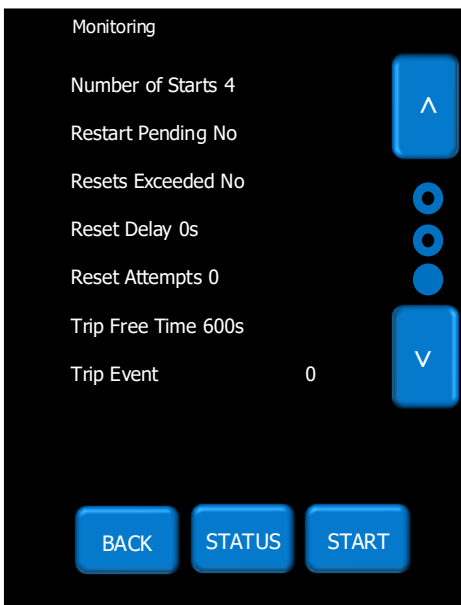 Monitoring
Number of Starts 4
Restart Pending No
Resets Exceeded No
Reset Delay 0s
Reset Attempts 0
Trip Free Time 600s
Trip Event 0
BACK STATUS START